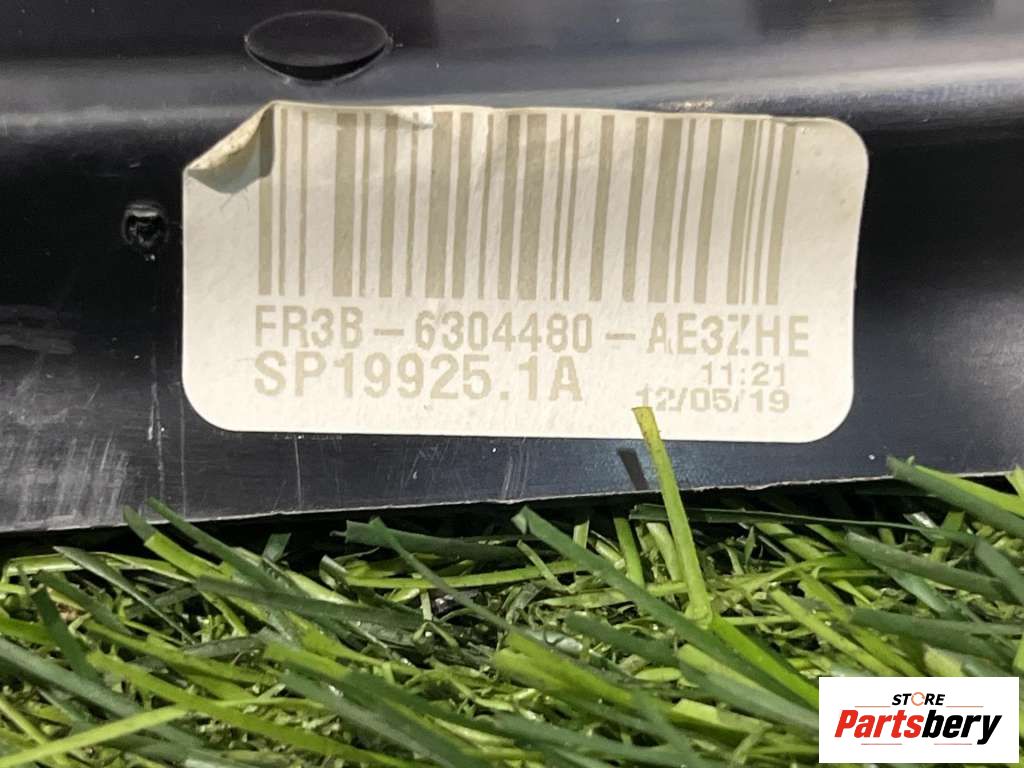 FR3B-6304480-AE3ZHE
SP19925.1A
11:21
12/05/19
STORE
Partsbery